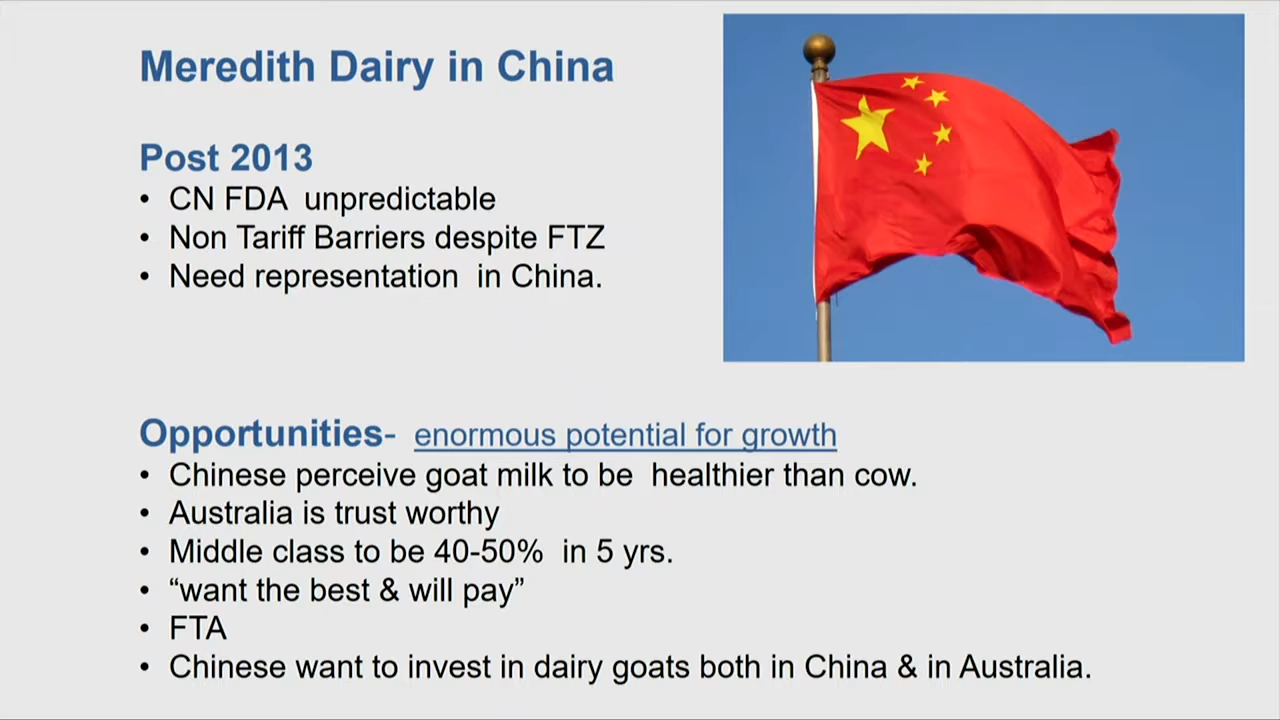 Meredith Dairy in China
Post 2013
• CN FDA unpredictable
• Non Tariff Barriers despite FTZ
• Need representation in China.
Opportunities- enormous potential for growth
• Chinese perceive goat milk to be healthier than cow.
• Australia is trust worthy
• Middle class to be 40-50% in 5 yrs.
• “want the best & will pay”
• FTA
• Chinese want to invest in dairy goats both in China & in Australia.